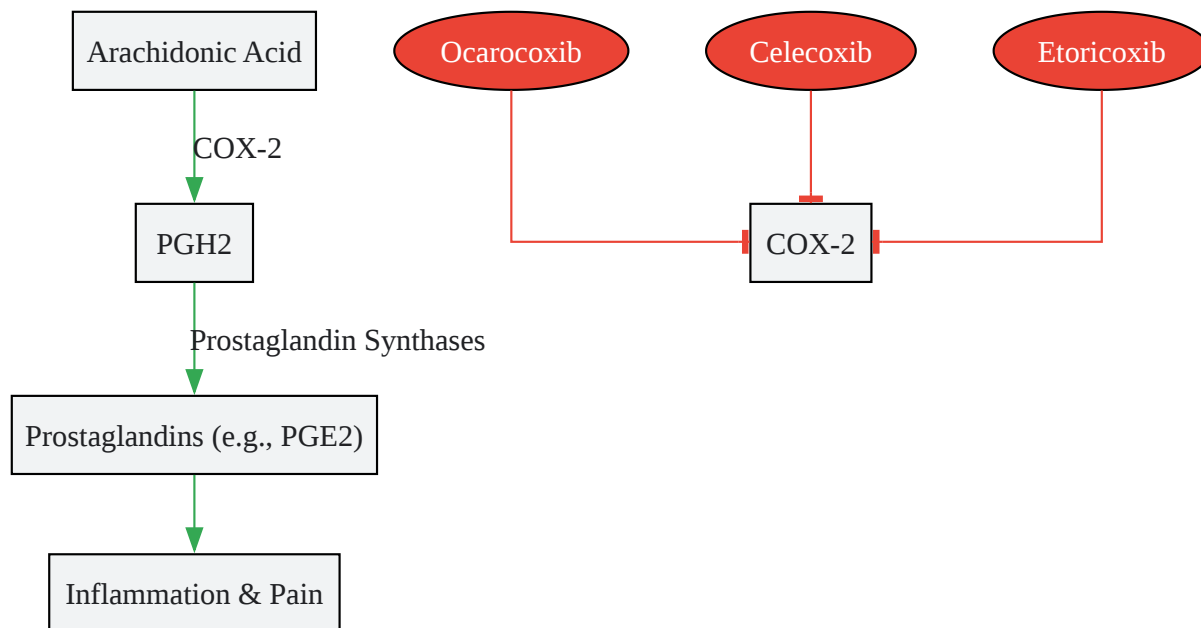 Arachidonic Acid
Ocarocoxib
Celecoxib
Etoricoxib
COX-2
PGH2
COX-2
Prostaglandin Synthases
Prostaglandins (e.g., PGE2)
Inflammation & Pain